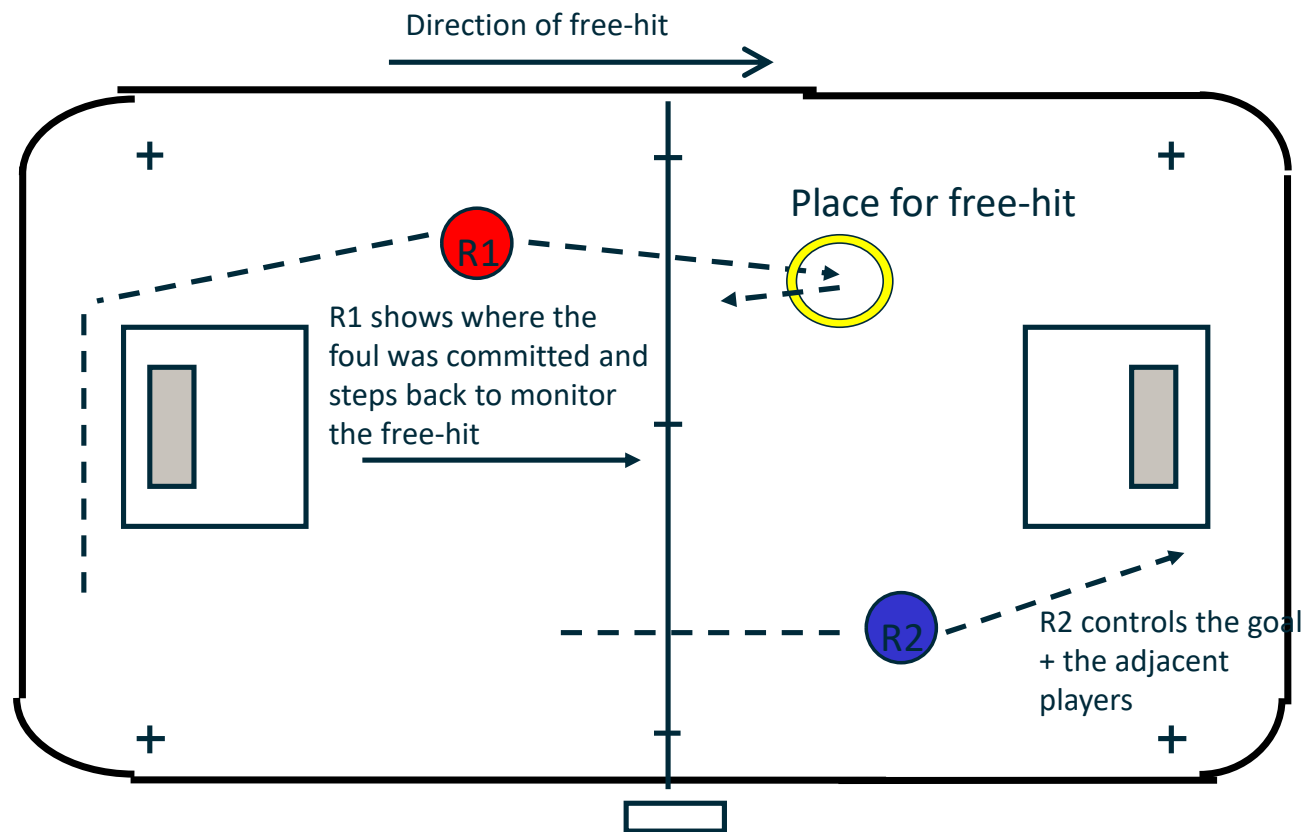 Direction of free-hit
Place for free-hit
R1
R1 shows where the
foul was committed and
steps back to monitor
the free-hit
R2
R2 controls the goal
+ the adjacent
players